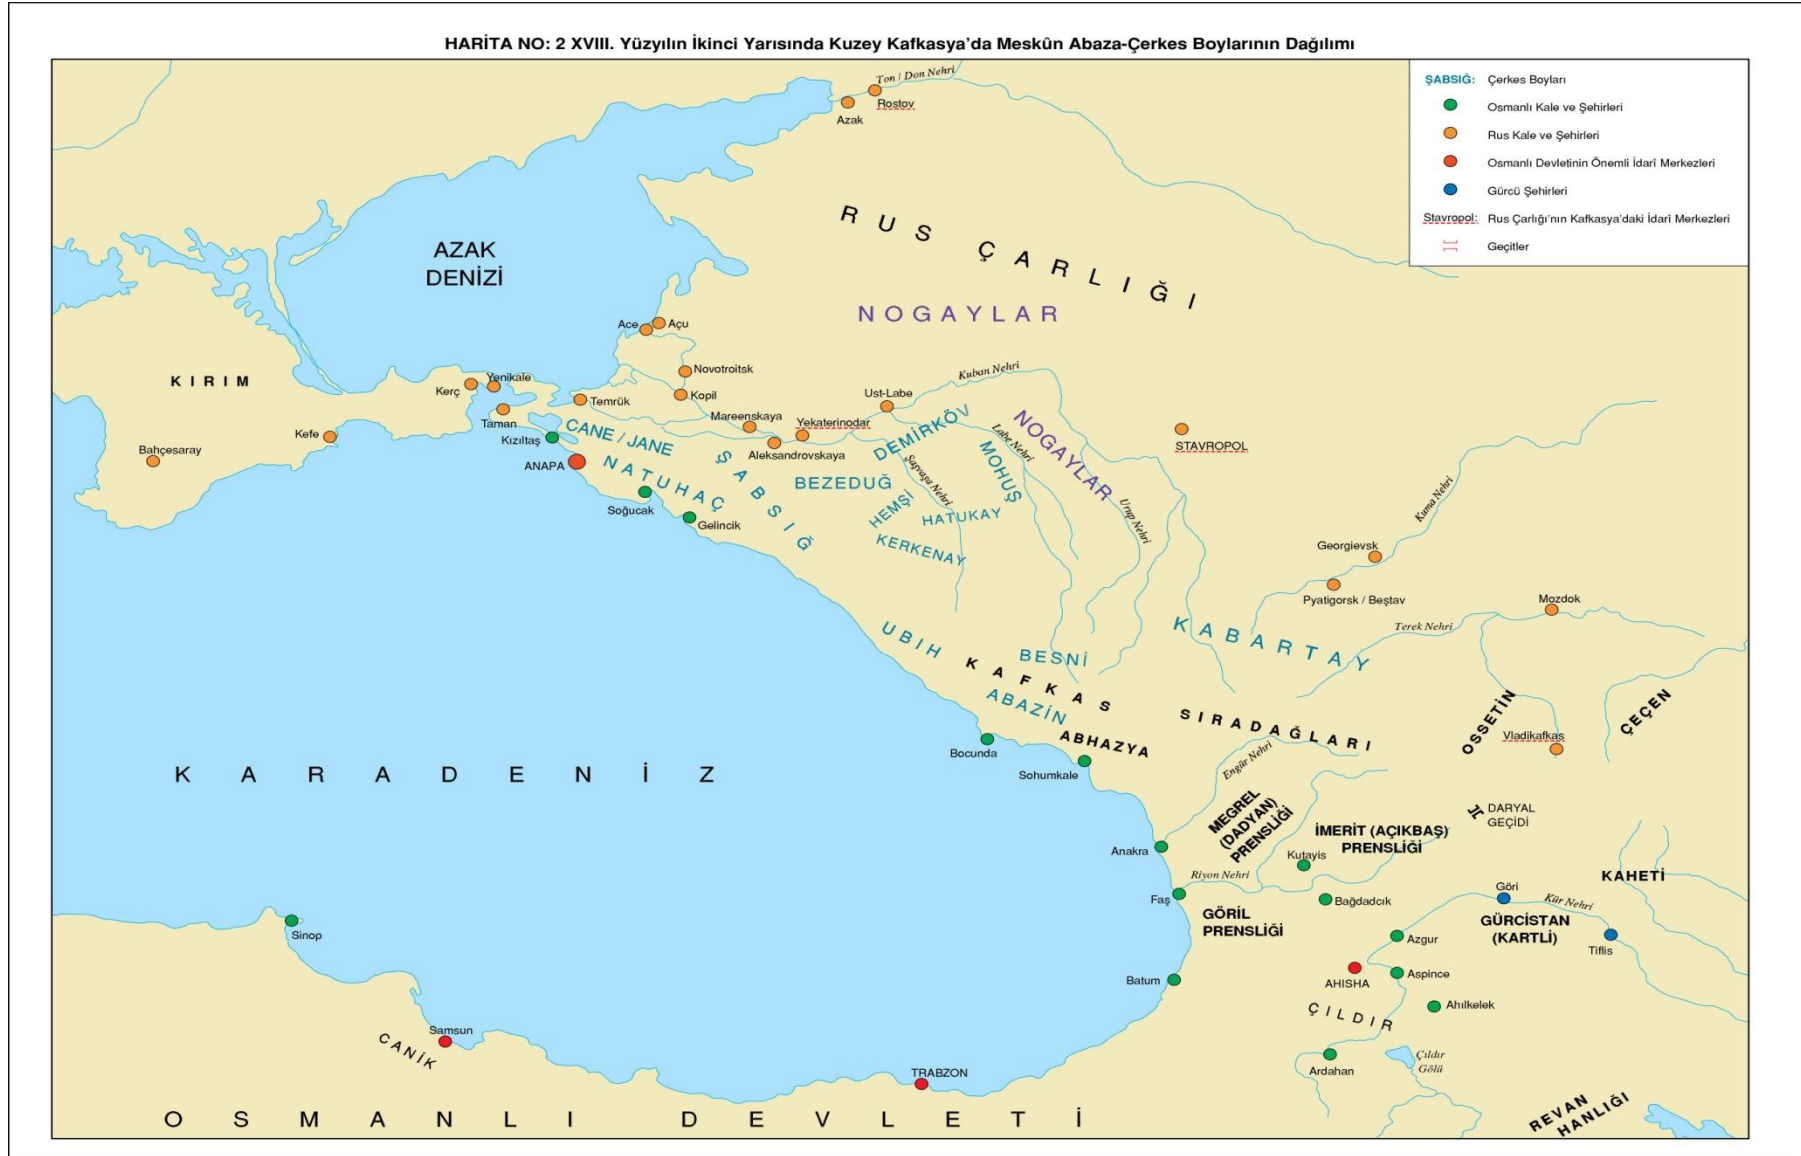 HARİTA NO: 2 XVIII. Yüzyılın İkinci Yarısında Kuzey Kafkasya'da Meskûn Abaza-Çerkes Boylarının Dağılımı
ŞABSIĞ: Çerkes Boyları
Osmanlı Kale ve Şehirleri
Rus Kale ve Şehirleri
Osmanlı Devletinin Önemli İdarî Merkezleri
Gürcü Şehirleri
Stavropol: Rus Çarlığı'nın Kafkasya'daki İdarî Merkezleri
Geçitler
Ton / Don Nehri
Rostov
Azak
RUS ÇARLIĞI
AZAK
DENİZİ
NOGAYLAR
Ace
Açu
KIRIM
Novotroitsk
Kuban Nehri
Yenikale
Kerç
Temrük
Kopil
Ust-Labe
Taman
Mareenskaya
Yekaterinodar
DEMİRKÖV
NOGAYLAR
STAVROPOL
Kefe
Kızıltaş
CANE / JANE
Aleksandrovskaya
Labe Nehri
Bahçesaray
ANAPA
NATUHAÇ
ŞABSIĞ
BEZEDUĞ
Şaşvaşa Nehri
MOHUŞ
Soğucak
Gelincik
HEMŞİ
HATUKAY
Urup Nehri
Kuma Nehri
KERKENAY
Georgievsk
Pyatigorsk / Beştav
Mozdok
Terek Nehri
KABARTAY
UBIH
BESNİ
KAFKAS
SIRADAĞLARI
ABAZİN
ABHAZYA
OSSETİN
ÇEÇEN
Vladikafkas
Bocunda
Sohumkale
Engür Nehri
KARADENİZ
MEGREL
(DADYAN)
PRENSLİĞİ
DARYAL
GEÇİDİ
İMERİT (AÇIKBAŞ)
PRENSLİĞİ
Anakra
Kutayis
Riyon Nehri
KAHETİ
Faş
Bağdadcık
Göri
Kür Nehri
GÖRİL
PRENSLİĞİ
GÜRCİSTAN
(KARTLİ)
Tiflis
Sinop
Azgur
AHISHA
Aspince
Batum
Ahılkelek
ÇILDIR
Samsun
CANİK
Ardahan
Çıldır
Gölü
TRABZON
OSMANLI DEVLETİ
REVAN
HANLIĞI